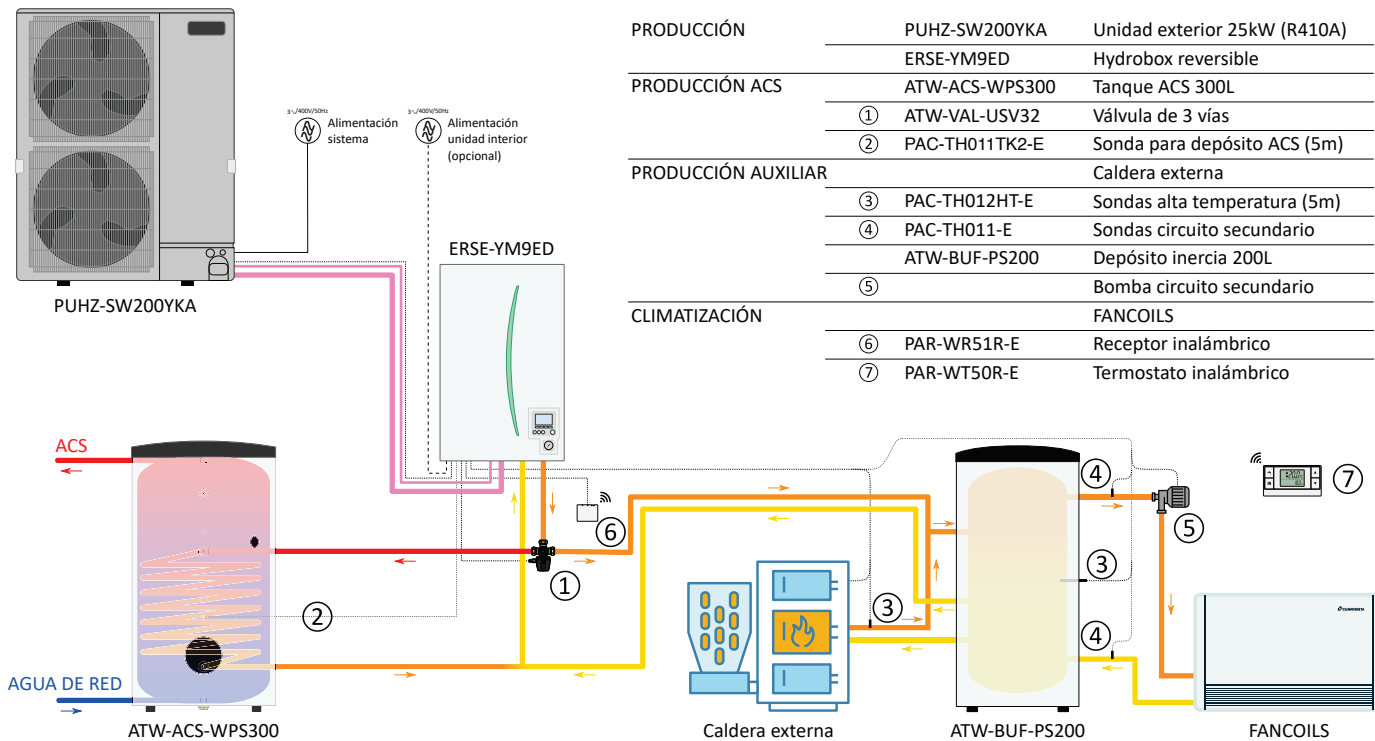 PRODUCCIÓN PUHZ-SW200YKA Unidad exterior 25kW (R410A)
ERSE-YM9ED Hydrobox reversible
PRODUCCIÓN ACS ATW-ACS-WPS300 Tanque ACS 300L
1 ATW-VAL-USV32 Válvula de 3 vías
2 PAC-TH011TK2-E Sonda para depósito ACS (5m)
PRODUCCIÓN AUXILIAR Caldera externa
3 PAC-TH012HT-E Sondas alta temperatura (5m)
4 PAC-TH011-E Sondas circuito secundario
ATW-BUF-PS200 Depósito inercia 200L
5 Bomba circuito secundario
CLIMATIZACIÓN FANCOILS
6 PAR-WR51R-E Receptor inalámbrico
7 PAR-WT50R-E Termostato inalámbrico
3~/400V/50Hz
Alimentación
sistema
3~/400V/50Hz
Alimentación
unidad interior
(opcional)
PUHZ-SW200YKA
ERSE-YM9ED
ACS
AGUA DE RED
ATW-ACS-WPS300
2
1
6
3
Caldera externa
4
3
4
ATW-BUF-PS200
5
7
CLIMAVENETA
FANCOILS